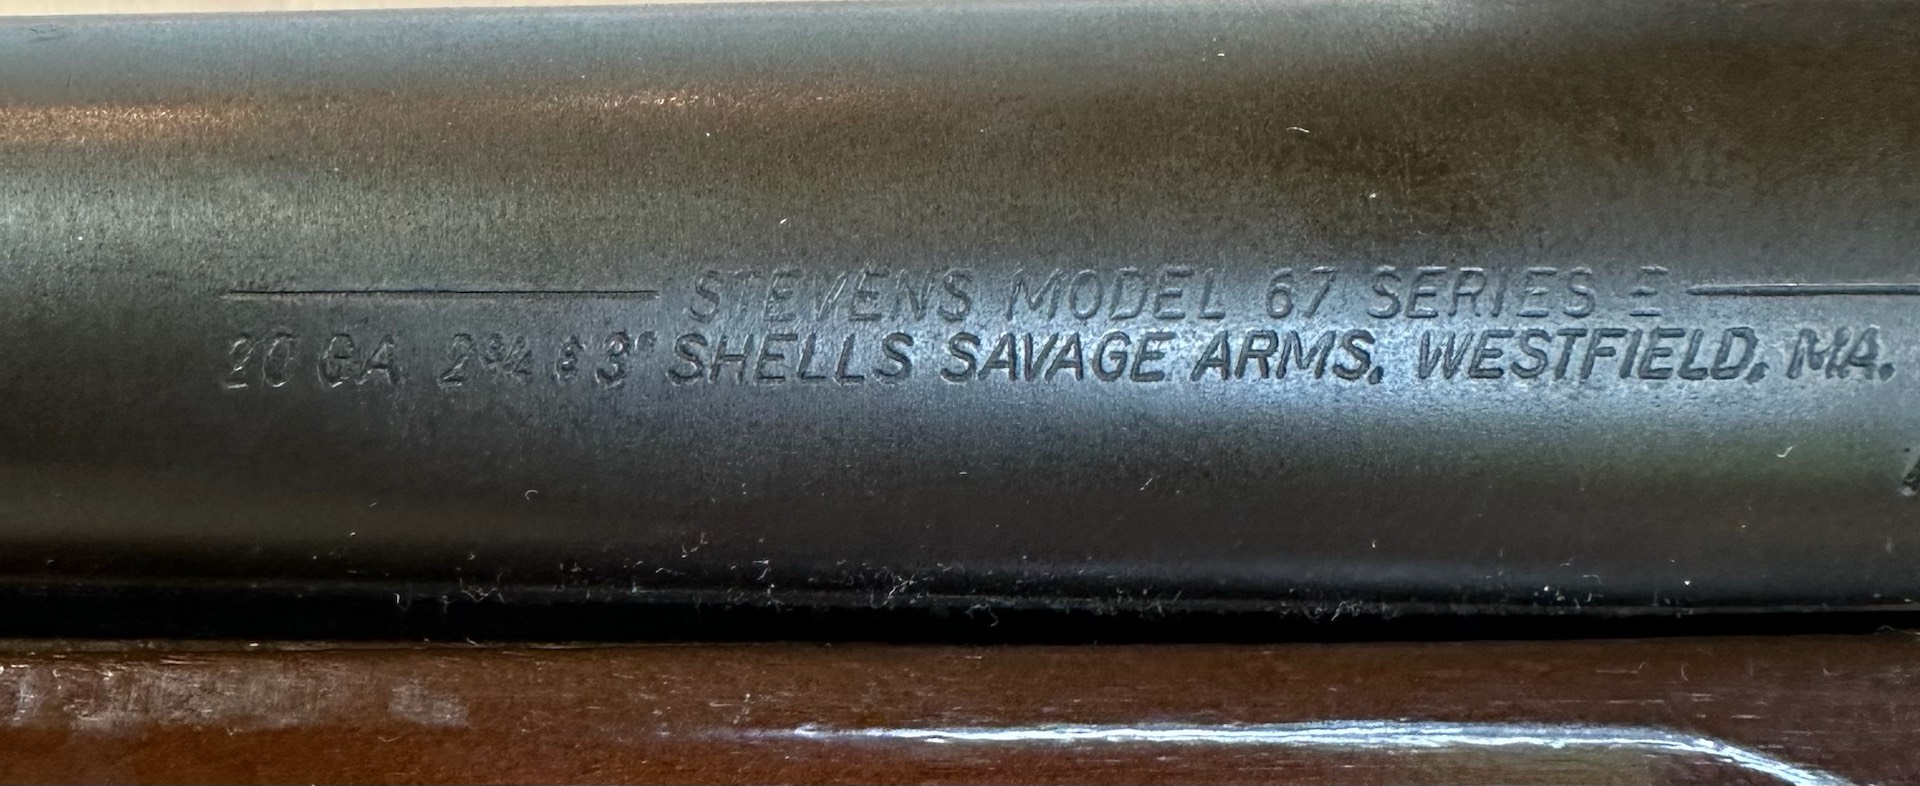 STEVENS MODEL 67 SERIES E
20 GA. 2¾ & 3" SHELLS SAVAGE ARMS. WESTFIELD. MA.